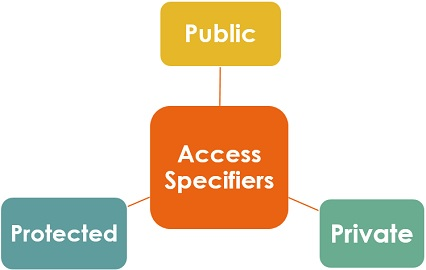 Public
Access
Specifiers
Protected
Private